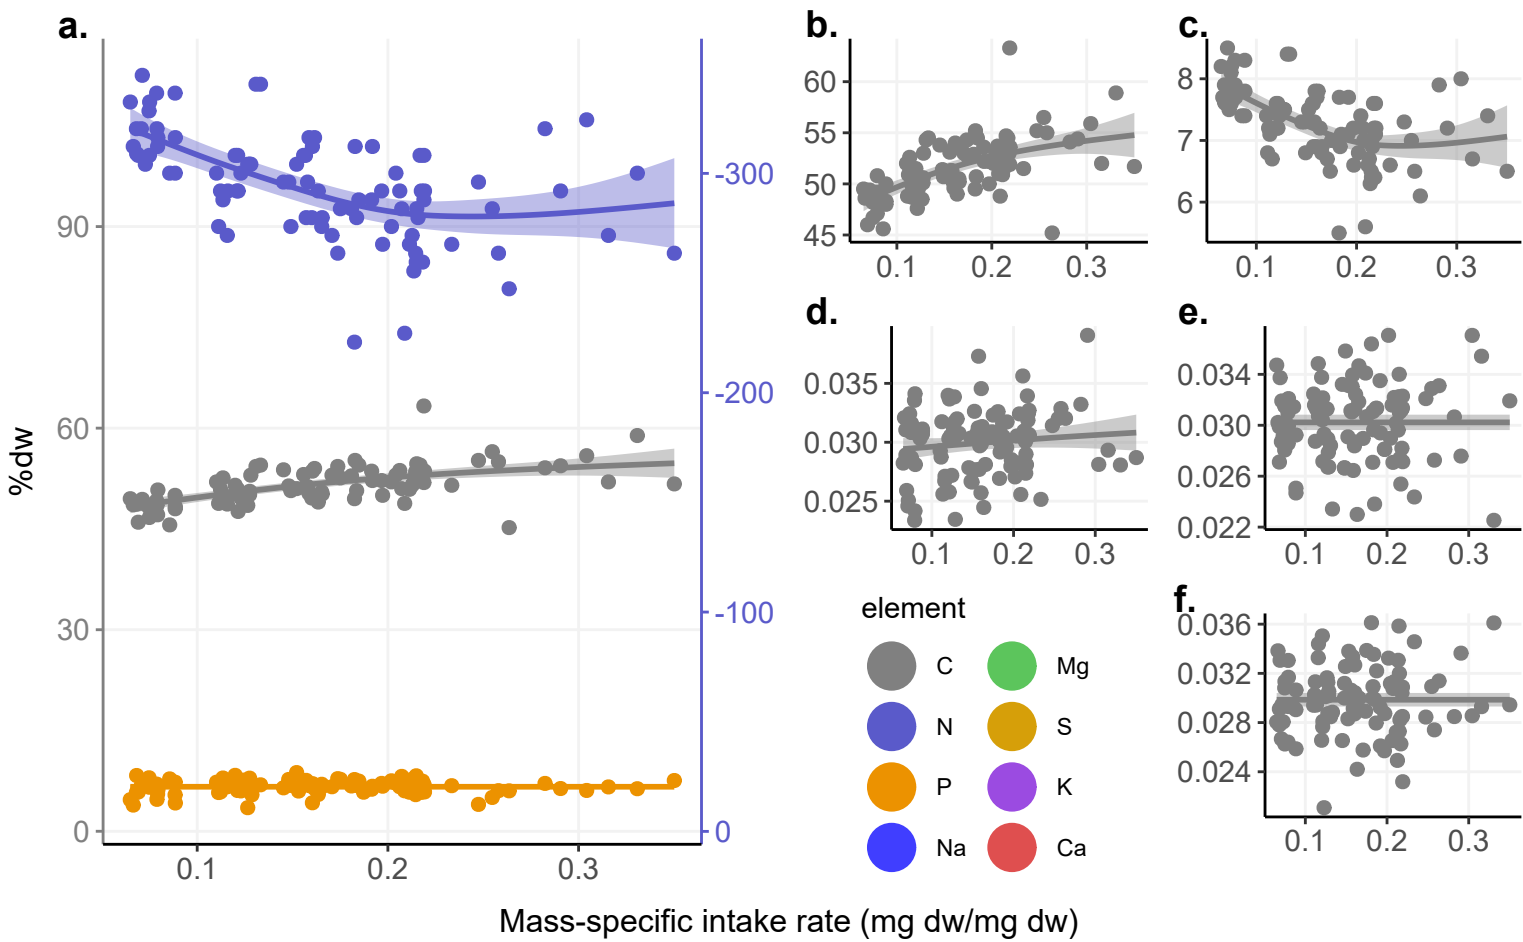 a.
%dw
90
60
30
0
-300
-200
-100
0
0.1 0.2 0.3
b.
60
55
50
45
0.1 0.2 0.3
c.
8
7
6
0.1 0.2 0.3
d.
0.035
0.030
0.025
0.1 0.2 0.3
e.
0.034
0.030
0.026
0.022
0.1 0.2 0.3
f.
0.036
0.032
0.028
0.024
0.1 0.2 0.3
element
C Mg
N S
P K
Na Ca
Mass-specific intake rate (mg dw/mg dw)